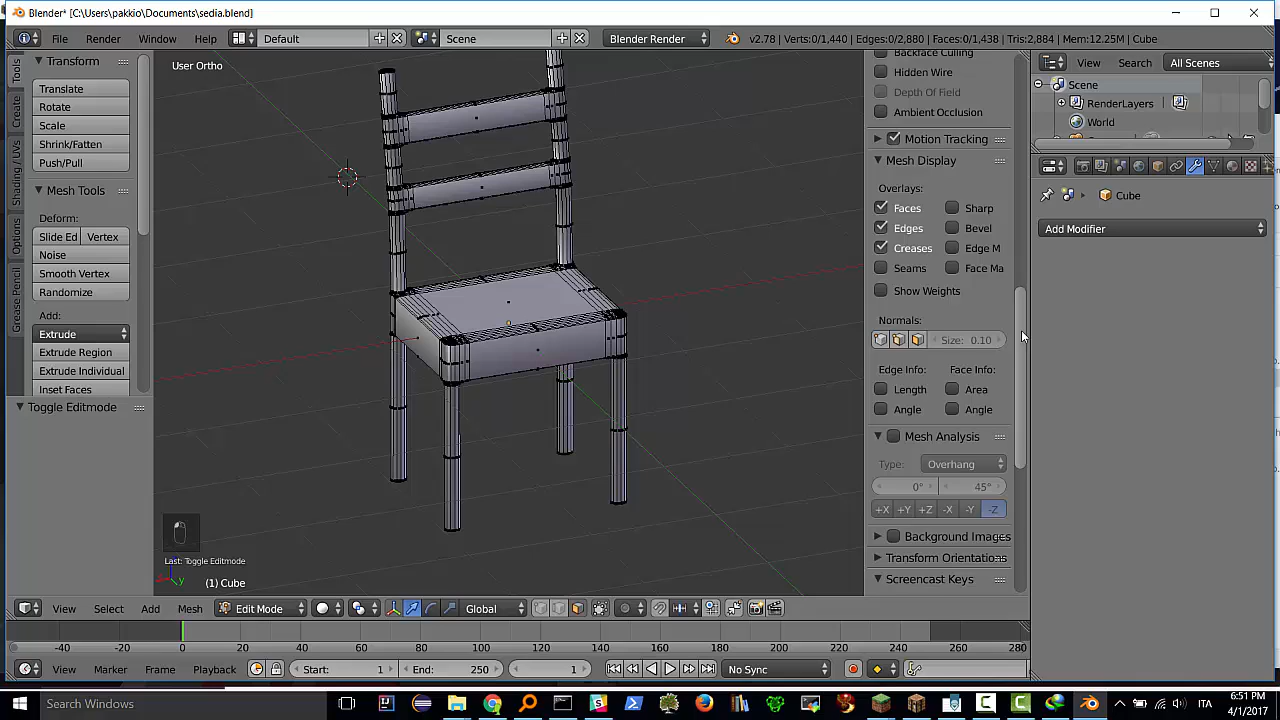 Blender* [C:\Users\pakkio\Documents\sedia.blend]
File Render Window Help Default Scene Blender Render v2.78 | Verts:0/1,440 | Edges:0/2,880 | Faces:0/1,438 | Tris:2,884 | Mem:12.25M | Cube
Tools
Create
Shading / UVs
Options
Grease Pencil
Transform
Translate
Rotate
Scale
Shrink/Fatten
Push/Pull
Mesh Tools
Deform:
Slide Ed Vertex
Noise
Smooth Vertex
Randomize
Add:
Extrude
Extrude Region
Extrude Individual
Inset Faces
Toggle Editmode
User Ortho
Last: Toggle Editmode
(1) Cube
Backface Culling
Hidden Wire
Depth Of Field
Ambient Occlusion
Motion Tracking
Mesh Display
Overlays:
Faces Sharp
Edges Bevel
Creases Edge M
Seams Face Ma
Show Weights
Normals:
Size: 0.10
Edge Info: Face Info:
Length Area
Angle Angle
Mesh Analysis
Type: Overhang
0° 45°
+X +Y +Z -X -Y -Z
Background Images
Transform Orientations
Screencast Keys
View Search All Scenes
Scene
RenderLayers
World
Cube
Add Modifier
View Select Add Mesh Edit Mode Global
-40 -20 0 20 40 60 80 100 120 140 160 180 200 220 240 260 280
View Marker Frame Playback Start: 1 End: 250 1 No Sync
Search Windows
ITA
6:51 PM
4/1/2017